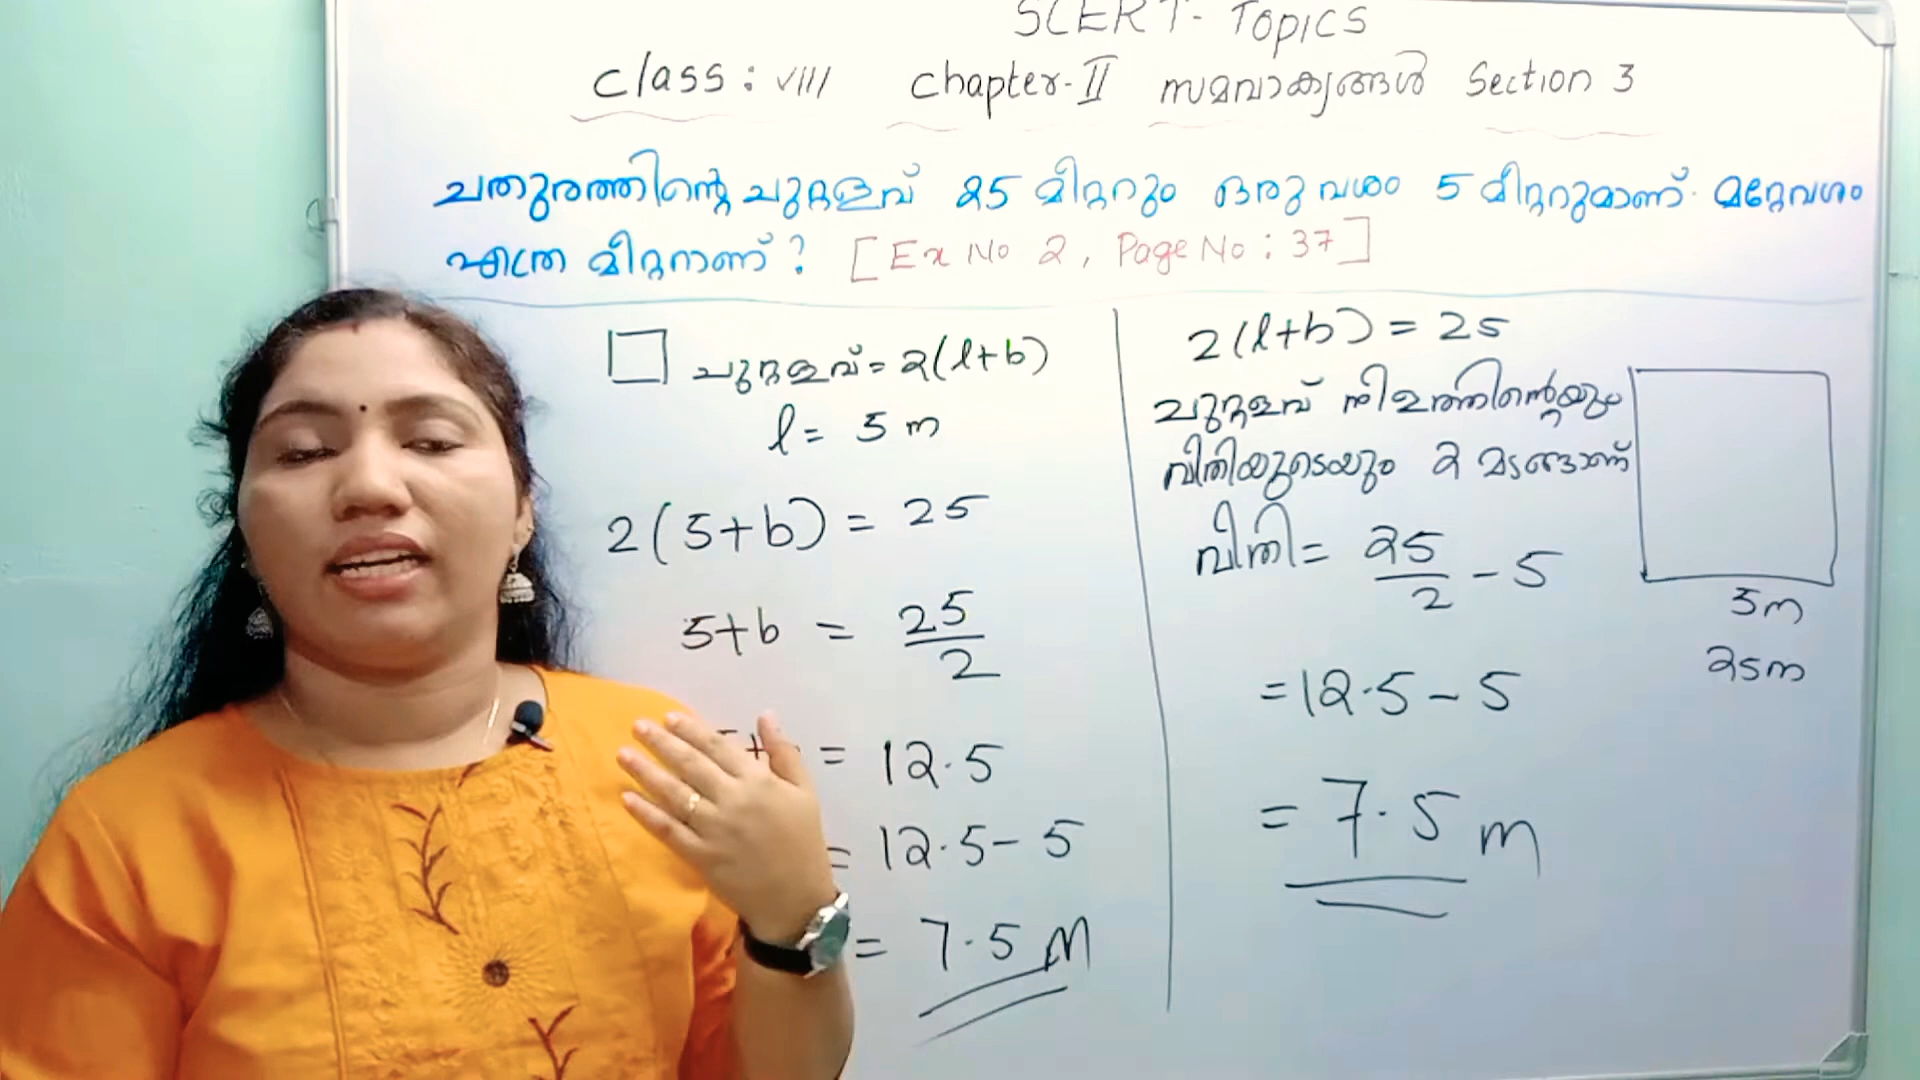 SCERT- Topics
Class: VIII Chapter-II സമവാക്യങ്ങൾ Section 3
ചതുരത്തിന്റെ ചുറ്റളവ് 25 മീറ്ററും ഒരു വശം 5 മീറ്ററുമാണ്. മറ്റേവശം
എത്ര മീറ്ററാണ്? [Ex No 2, Page No: 37]
ചുറ്റളവ് = 2(l+b)
l = 5 m
2(5+b) = 25
5+b = 25/2
= 12.5
= 12.5 - 5
= 7.5 m
2(l+b) = 25
ചുറ്റളവ് നീളത്തിന്റെയും
വീതിയുടെയും 2 മടങ്ങാണ്
വീതി = 25/2 - 5
= 12.5 - 5
= 7.5 m
5m
25m